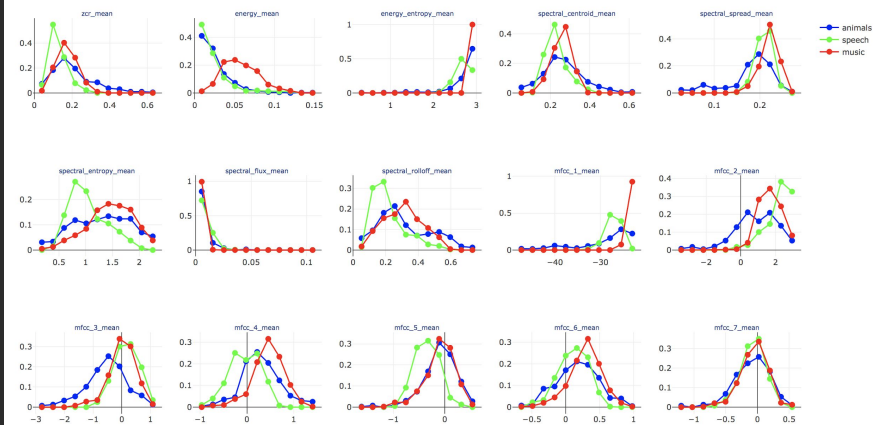 zcr_mean energy_mean energy_entropy_mean spectral_centroid_mean spectral_spread_mean
animals
speech
music
0.4 0.2 0
0 0.2 0.4 0.6
0.4 0.2 0
0 0.05 0.1 0.15
1 0.5 0
1 2 3
0.4 0.2 0
0.2 0.4 0.6
0.4 0.2 0
0.1 0.2
spectral_entropy_mean spectral_flux_mean spectral_rolloff_mean mfcc_1_mean mfcc_2_mean
0.2 0.1 0
0.5 1 1.5 2
1 0.5 0
0 0.05 0.1
0.3 0.2 0.1 0
0 0.2 0.4 0.6
1 0.5 0
−40 −30
0.4 0.3 0.2 0.1 0
−2 0 2
mfcc_3_mean mfcc_4_mean mfcc_5_mean mfcc_6_mean mfcc_7_mean
0.3 0.2 0.1 0
−3 −2 −1 0 1
0.3 0.2 0.1 0
−1 0 1
0.3 0.2 0.1 0
−1 0
0.3 0.2 0.1 0
−0.5 0 0.5 1
0.3 0.2 0.1 0
−1 −0.5 0 0.5